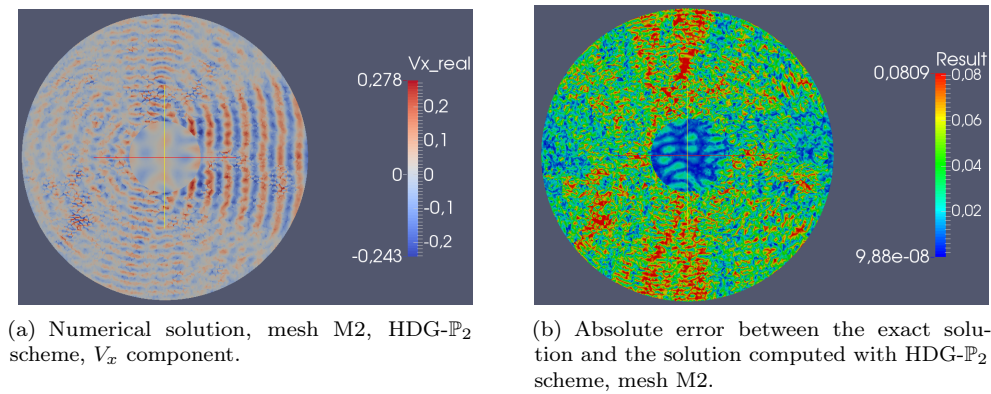 Vx_real
0,278
0,2
0,1
0
0
-0,1
-0,2
-0,243
Result
0,0809
0,08
0,06
0,04
0,02
9,88e-08
(a) Numerical solution, mesh M2, HDG-ℙ₂
scheme, Vₓ component.
(b) Absolute error between the exact solu-
tion and the solution computed with HDG-ℙ₂
scheme, mesh M2.